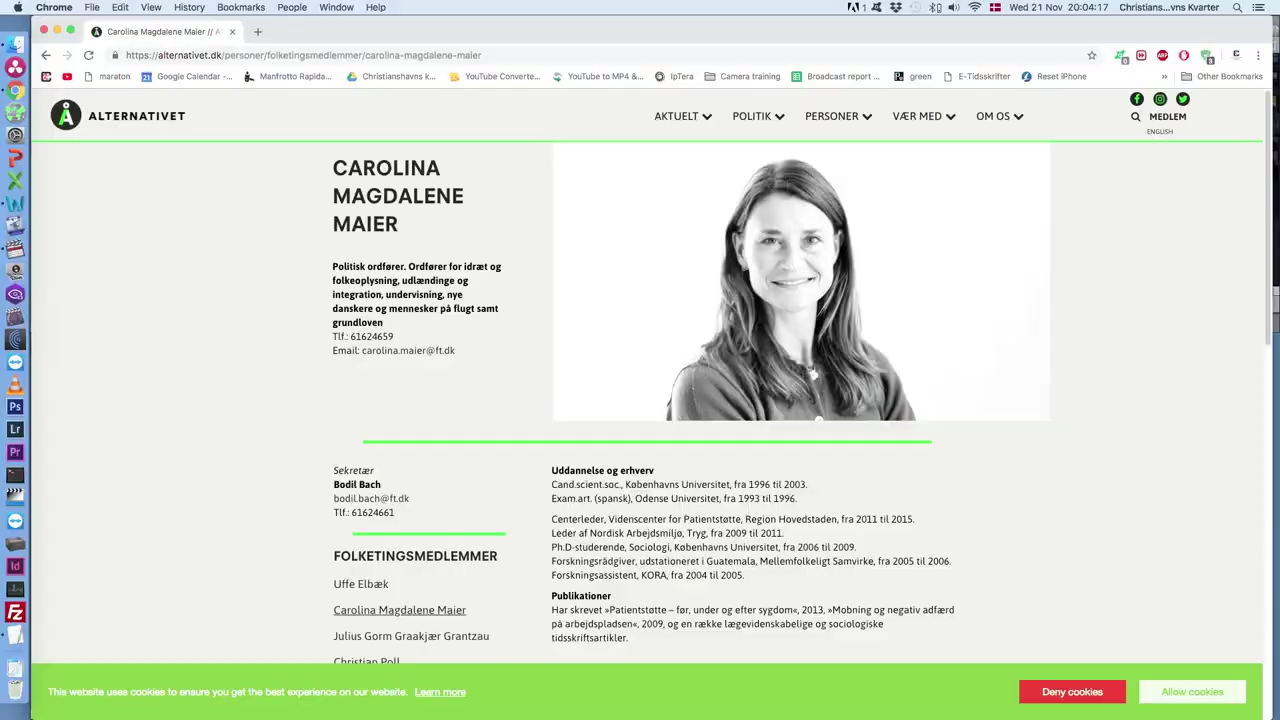 Chrome File Edit View History Bookmarks People Window Help
1 Wed 21 Nov 20:04:17 Christians...vns Kvarter
Carolina Magdalene Maier // A
https://alternativet.dk/personer/folketingsmedlemmer/carolina-magdalene-maier
maraton Google Calendar -... Manfrotto Rapida... Christianshavns k... YouTube Converte... YouTube to MP4 &... IpTera Camera training Broadcast report ... green E-Tidsskrifter Reset iPhone » Other Bookmarks
ALTERNATIVET
AKTUELT POLITIK PERSONER VÆR MED OM OS MEDLEM
ENGLISH
CAROLINA
MAGDALENE
MAIER
Politisk ordfører. Ordfører for idræt og
folkeoplysning, udlændinge og
integration, undervisning, nye
danskere og mennesker på flugt samt
grundloven
Tlf.: 61624659
Email: carolina.maier@ft.dk
Sekretær
Bodil Bach
bodil.bach@ft.dk
Tlf.: 61624661
FOLKETINGSMEDLEMMER
Uffe Elbæk
Carolina Magdalene Maier
Julius Gorm Graakjær Grantzau
Christian Poll
Uddannelse og erhverv
Cand.scient.soc., Københavns Universitet, fra 1996 til 2003.
Exam.art. (spansk), Odense Universitet, fra 1993 til 1996.
Centerleder, Videnscenter for Patientstøtte, Region Hovedstaden, fra 2011 til 2015.
Leder af Nordisk Arbejdsmiljø, Tryg, fra 2009 til 2011.
Ph.D-studerende, Sociologi, Københavns Universitet, fra 2006 til 2009.
Forskningsrådgiver, udstationeret i Guatemala, Mellemfolkeligt Samvirke, fra 2005 til 2006.
Forskningsassistent, KORA, fra 2004 til 2005.
Publikationer
Har skrevet »Patientstøtte – før, under og efter sygdom«, 2013, »Mobning og negativ adfærd
på arbejdspladsen«, 2009, og en række lægevidenskabelige og sociologiske
tidsskriftsartikler.
This website uses cookies to ensure you get the best experience on our website. Learn more
Deny cookies Allow cookies